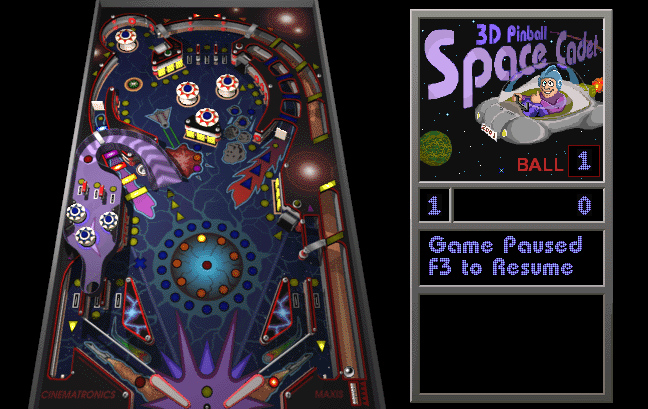 3D Pinball
Space Cadet
BALL 1
1 0
Game Paused
F3 to Resume
CINEMATRONICS
MAXIS